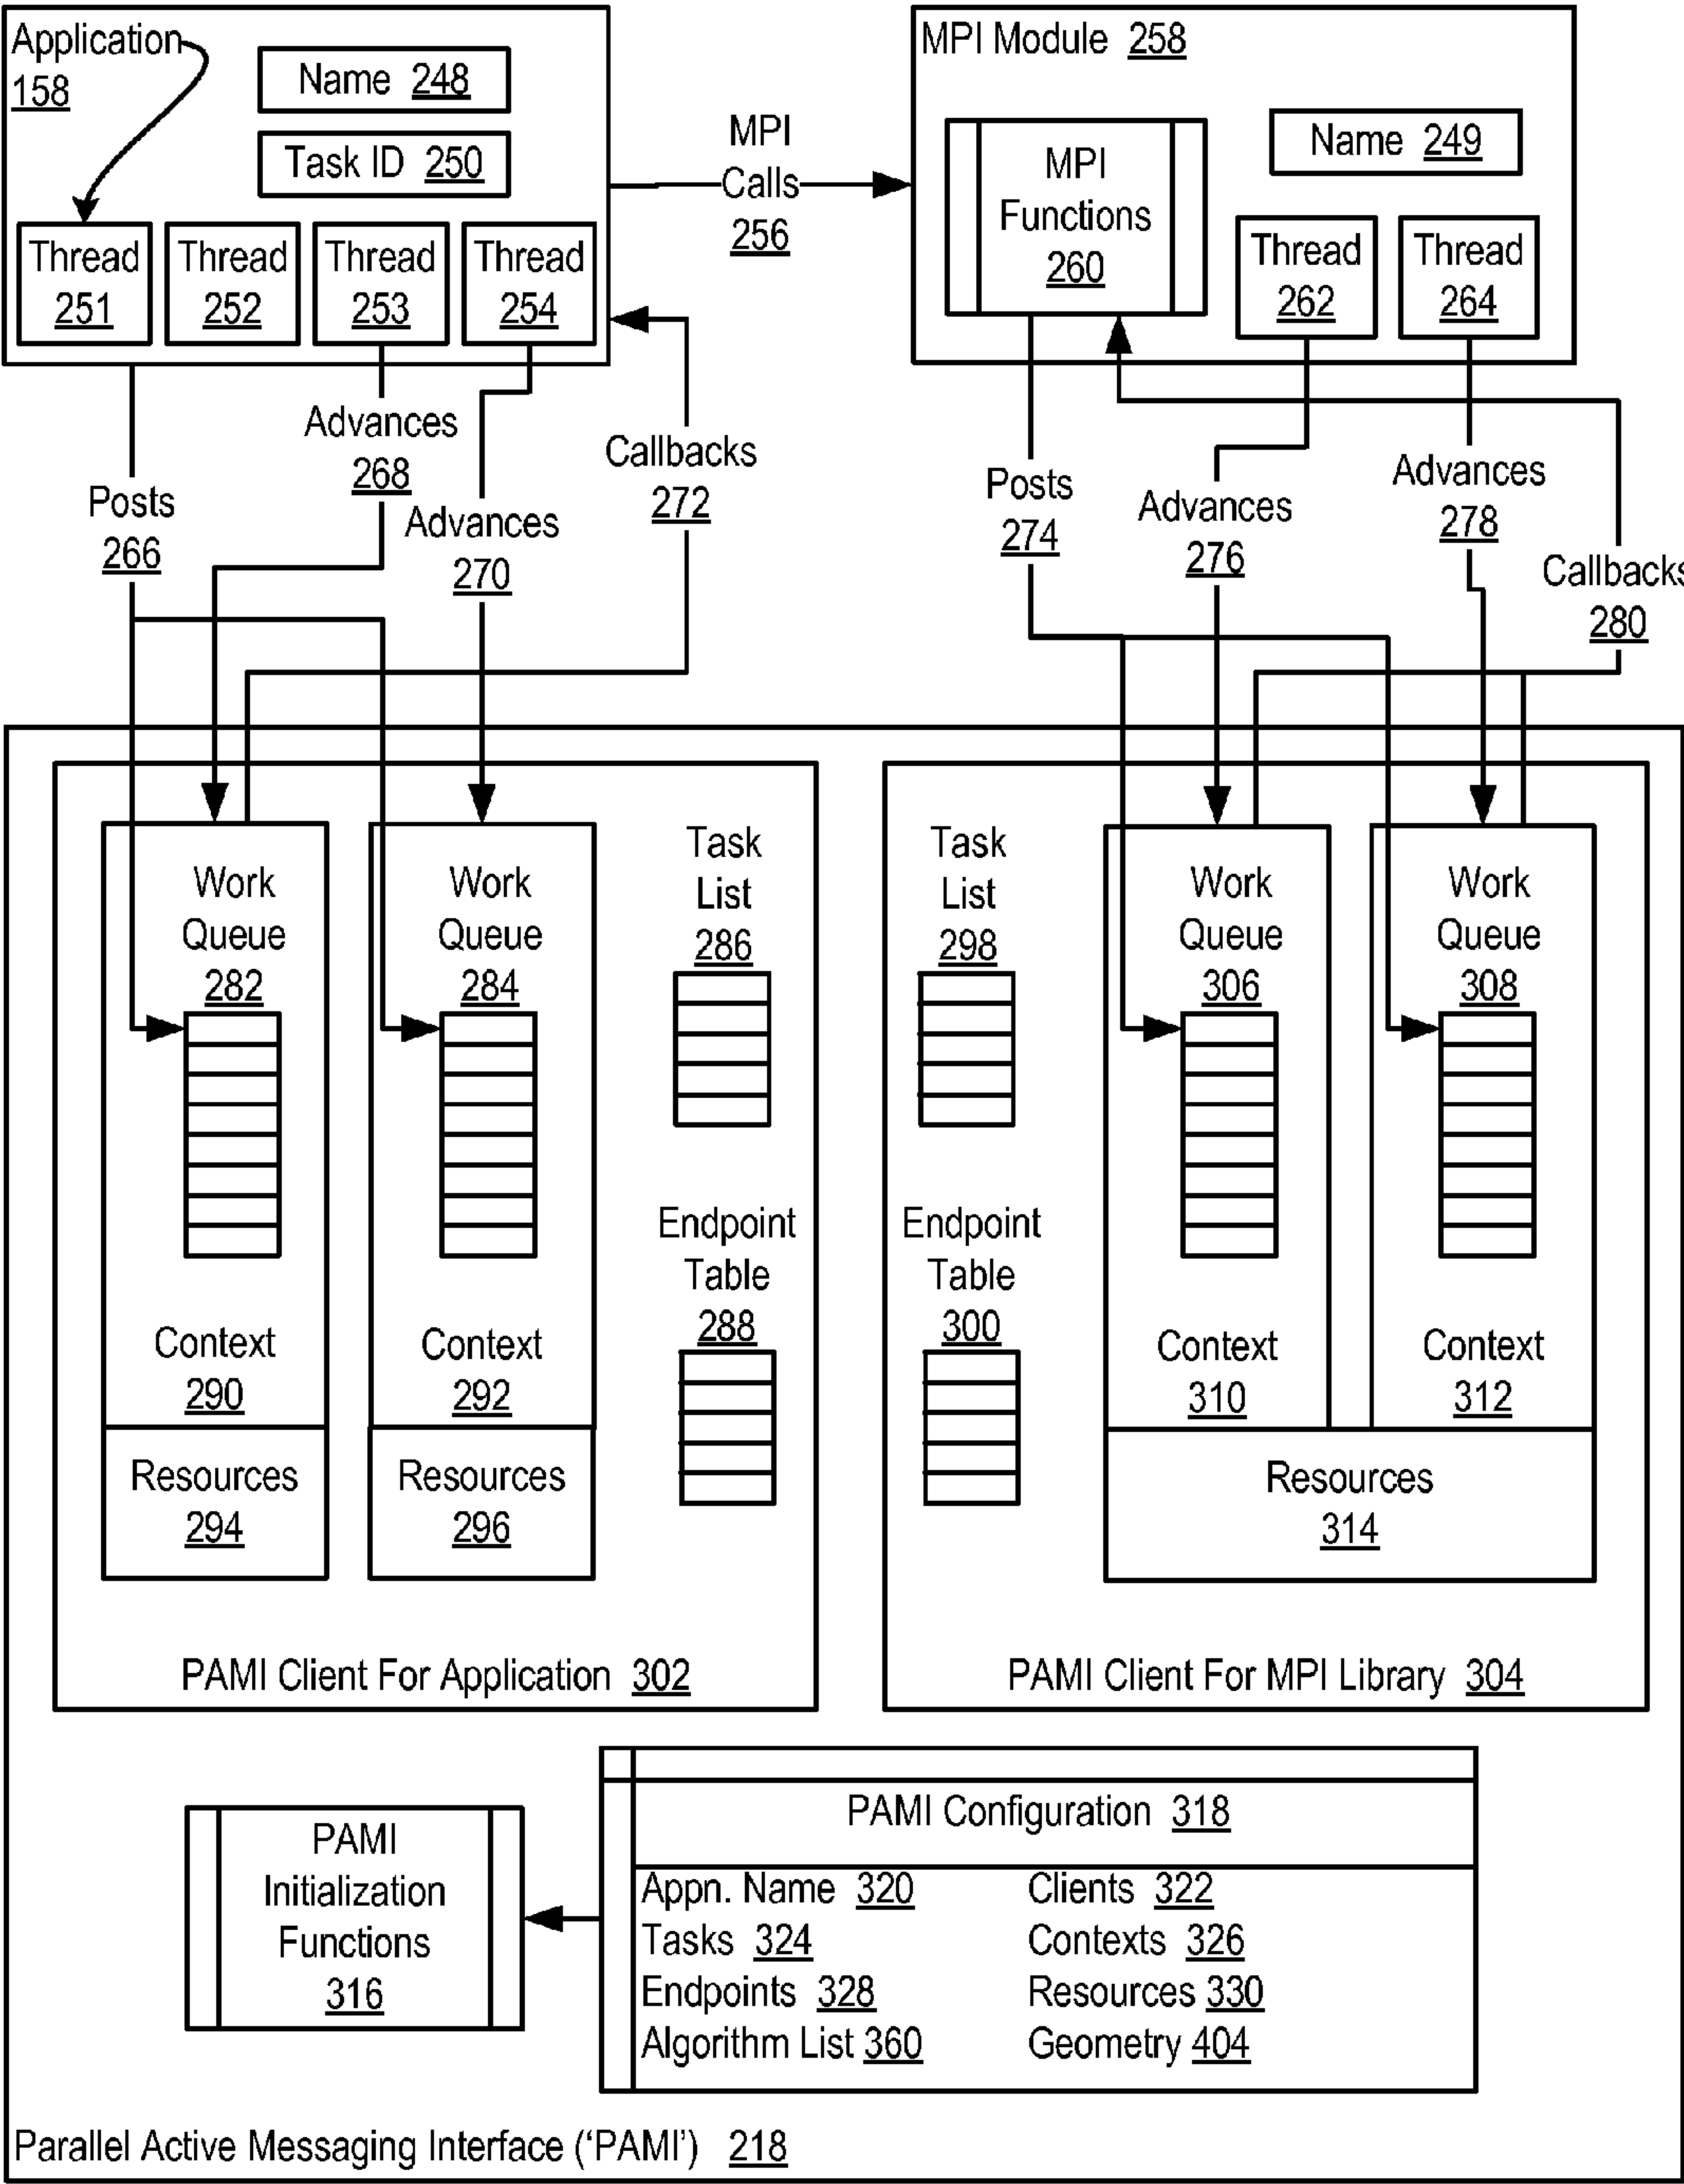 Application
158
Name 248
Task ID 250
Thread
251
Thread
252
Thread
253
Thread
254
MPI
Calls
256
MPI Module 258
MPI
Functions
260
Name 249
Thread
262
Thread
264
Posts
266
Advances
268
Advances
270
Callbacks
272
Posts
274
Advances
276
Advances
278
Callbacks
280
Work
Queue
282
Context
290
Resources
294
Work
Queue
284
Context
292
Resources
296
Task
List
286
Endpoint
Table
288
PAMI Client For Application 302
Task
List
298
Endpoint
Table
300
Work
Queue
306
Context
310
Work
Queue
308
Context
312
Resources
314
PAMI Client For MPI Library 304
PAMI
Initialization
Functions
316
PAMI Configuration 318
Appn. Name 320 Clients 322
Tasks 324 Contexts 326
Endpoints 328 Resources 330
Algorithm List 360 Geometry 404
Parallel Active Messaging Interface (‘PAMI’) 218